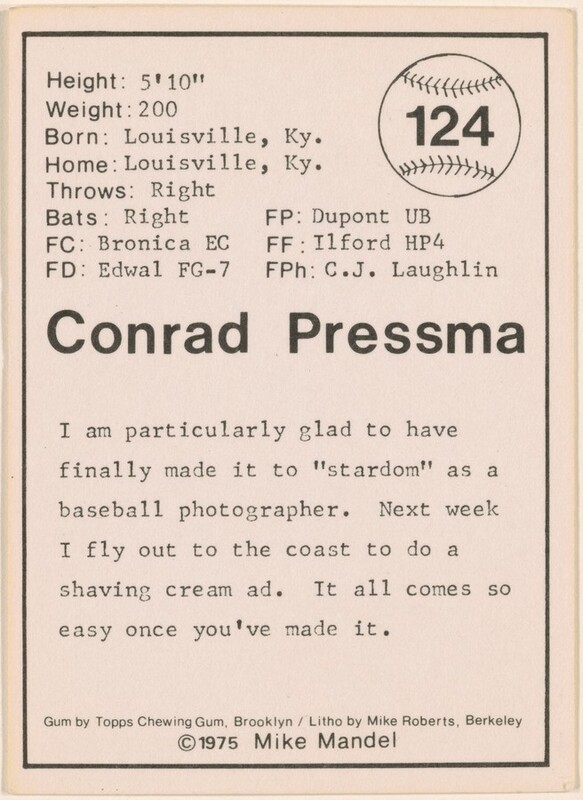 Height: 5'10"
124
Weight: 200
Born: Louisville, Ky.
Home: Louisville, Ky.
Throws: Right
Bats: Right FP: Dupont UB
FC: Bronica EC FF: Ilford HP4
FD: Edwal FG-7 FPh: C.J. Laughlin
Conrad Pressma
I am particularly glad to have
finally made it to "stardom" as a
baseball photographer. Next week
I fly out to the coast to do a
shaving cream ad. It all comes so
easy once you've made it.
Gum by Topps Chewing Gum, Brooklyn / Litho by Mike Roberts, Berkeley
©1975 Mike Mandel